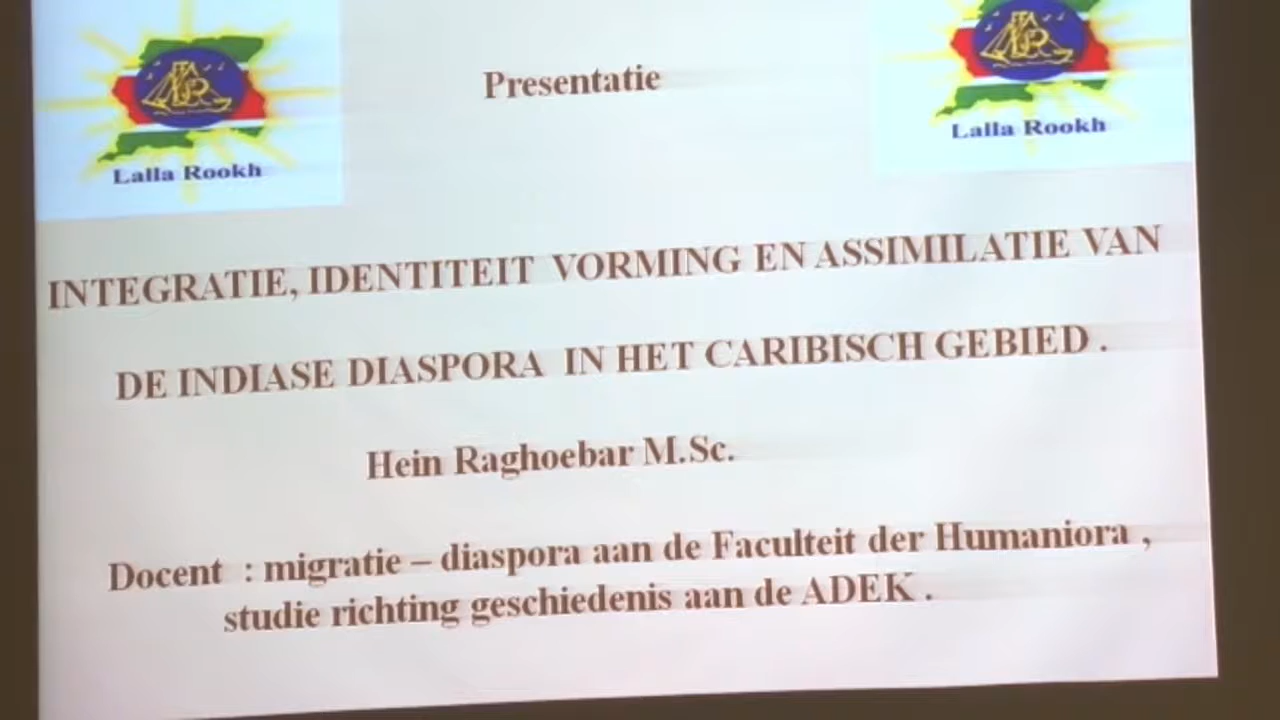 Presentatie
Lalla Rookh
Lalla Rookh
INTEGRATIE, IDENTITEIT VORMING EN ASSIMILATIE VAN
DE INDIASE DIASPORA IN HET CARIBISCH GEBIED .
Hein Raghoebar M.Sc.
Docent : migratie – diaspora aan de Faculteit der Humaniora ,
studie richting geschiedenis aan de ADEK .